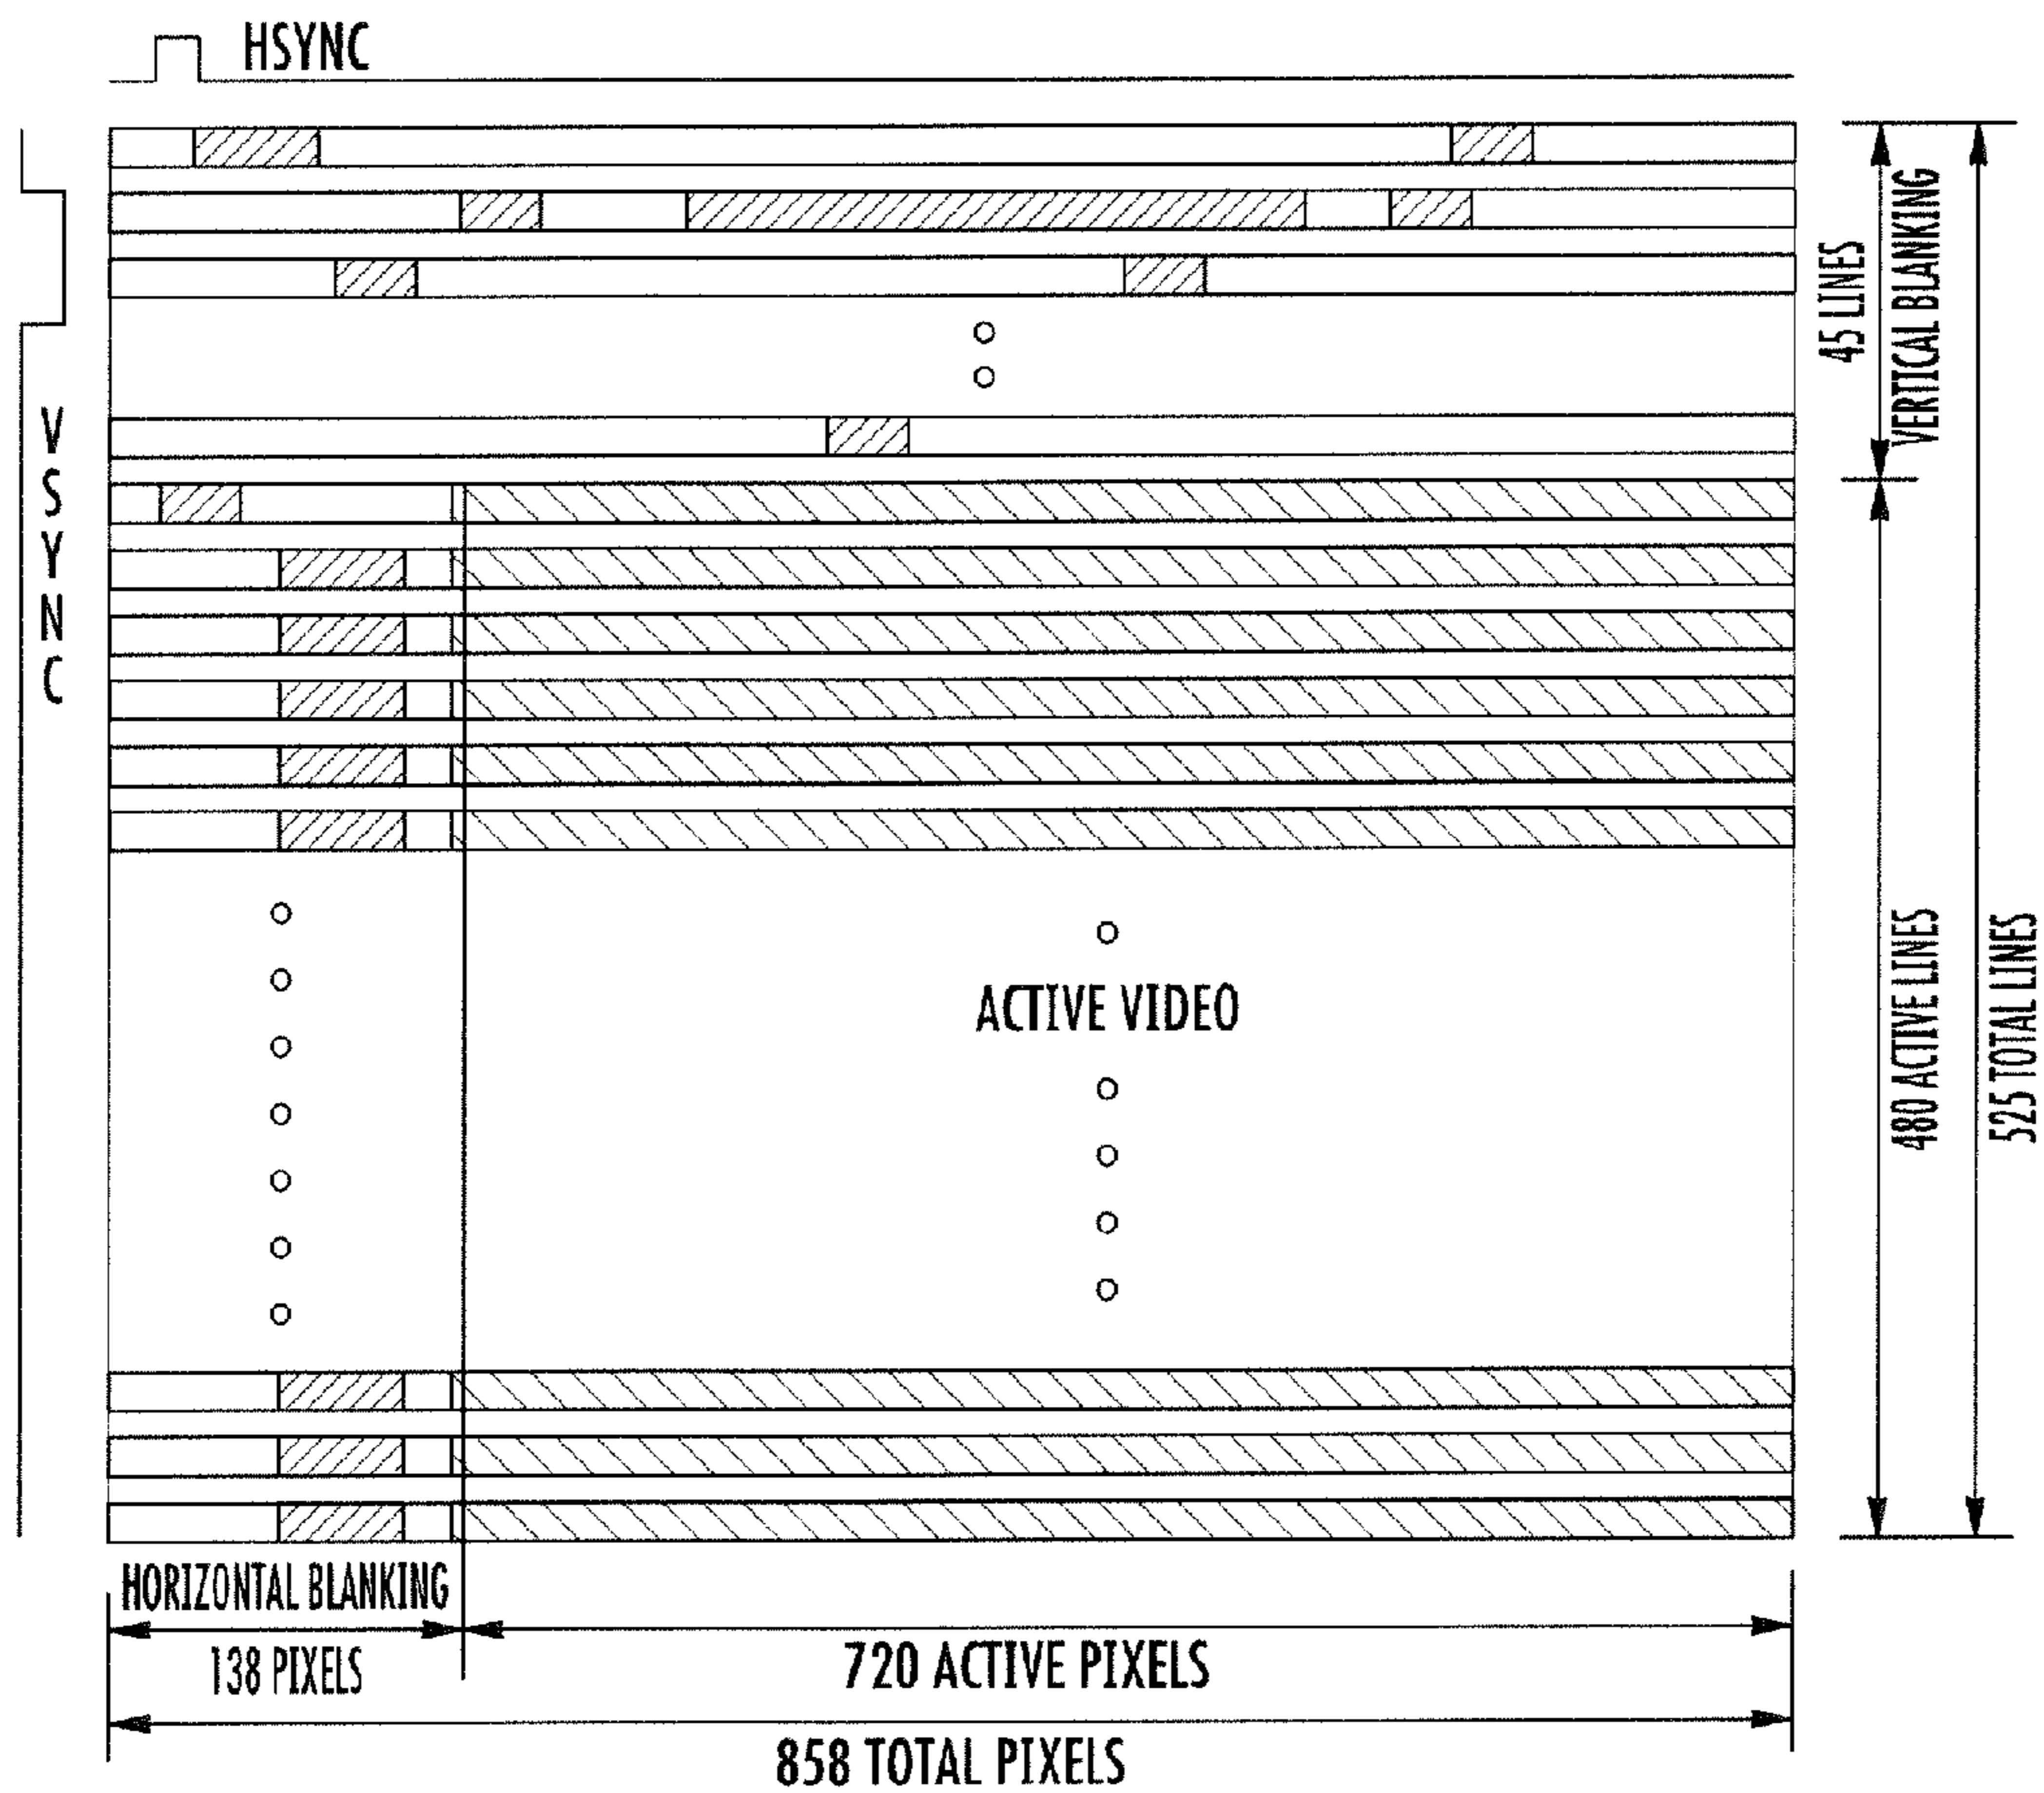 HSYNC
VSYNC
45 LINES
VERTICAL BLANKING
480 ACTIVE LINES
525 TOTAL LINES
ACTIVE VIDEO
HORIZONTAL BLANKING
138 PIXELS
720 ACTIVE PIXELS
858 TOTAL PIXELS